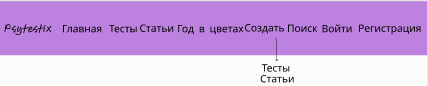 Psytestix Главная Тесты Статьи Год в цветах Создать Поиск Войти Регистрация
Тесты
Статьи